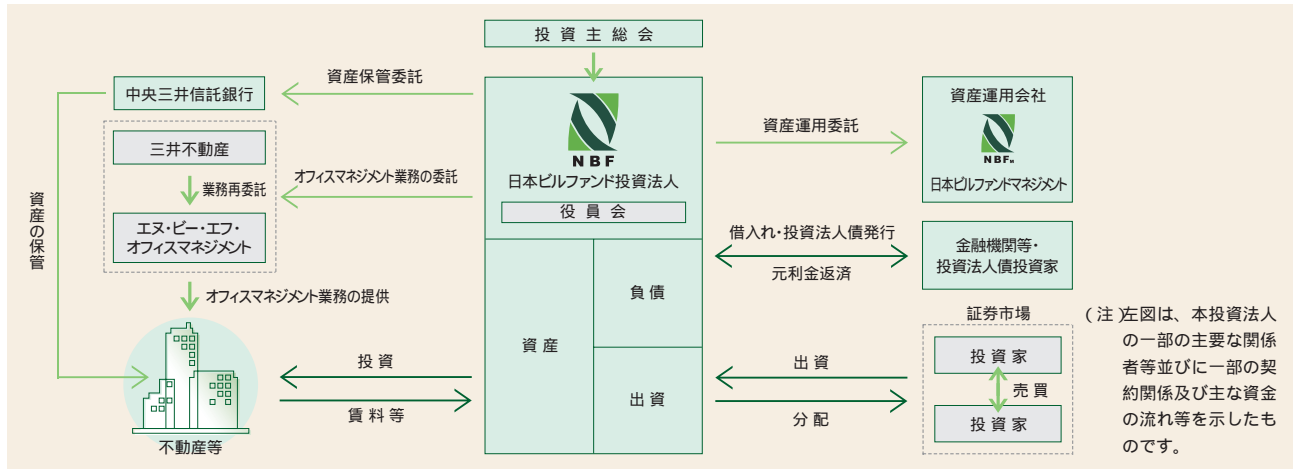 投資主総会
資産保管委託
中央三井信託銀行
三井不動産
業務再委託
エヌ・ビー・エフ・
オフィスマネジメント
オフィスマネジメント業務の委託
資産の保管
オフィスマネジメント業務の提供
不動産等
投資
賃料等
NBF
日本ビルファンド投資法人
役員会
資産
負債
出資
資産運用委託
資産運用会社
NBFM
日本ビルファンドマネジメント
借入れ・投資法人債発行
元利金返済
金融機関等・
投資法人債投資家
出資
分配
証券市場
投資家
売買
投資家
(注)左図は、本投資法人
の一部の主要な関係
者等並びに一部の契
約関係及び主な資金
の流れ等を示したも
のです。